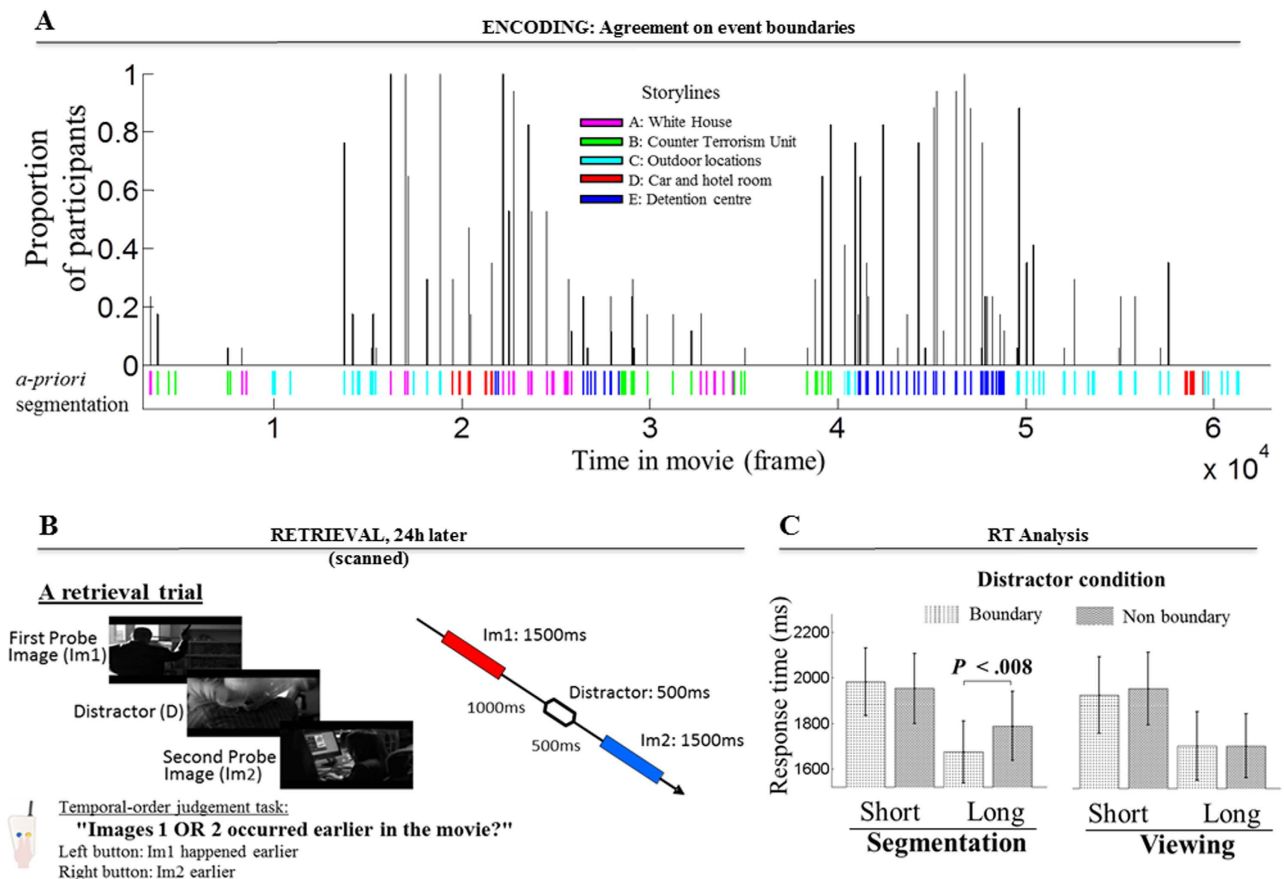 A
ENCODING: Agreement on event boundaries
Proportion
of participants
1
0.8
0.6
0.4
0.2
0
Storylines
A: White House
B: Counter Terrorism Unit
C: Outdoor locations
D: Car and hotel room
E: Detention centre
a-priori
segmentation
1 2 3 4 5 6
Time in movie (frame)
x 10^4
B
RETRIEVAL, 24h later
(scanned)
A retrieval trial
First Probe
Image (Im1)
Distractor (D)
Second Probe
Image (Im2)
Im1: 1500ms
1000ms
Distractor: 500ms
500ms
Im2: 1500ms
Temporal-order judgement task:
"Images 1 OR 2 occurred earlier in the movie?"
Left button: Im1 happened earlier
Right button: Im2 earlier
C
RT Analysis
Distractor condition
Boundary Non boundary
Response time (ms)
2200
2000
1800
1600
P < .008
Short Long Short Long
Segmentation Viewing